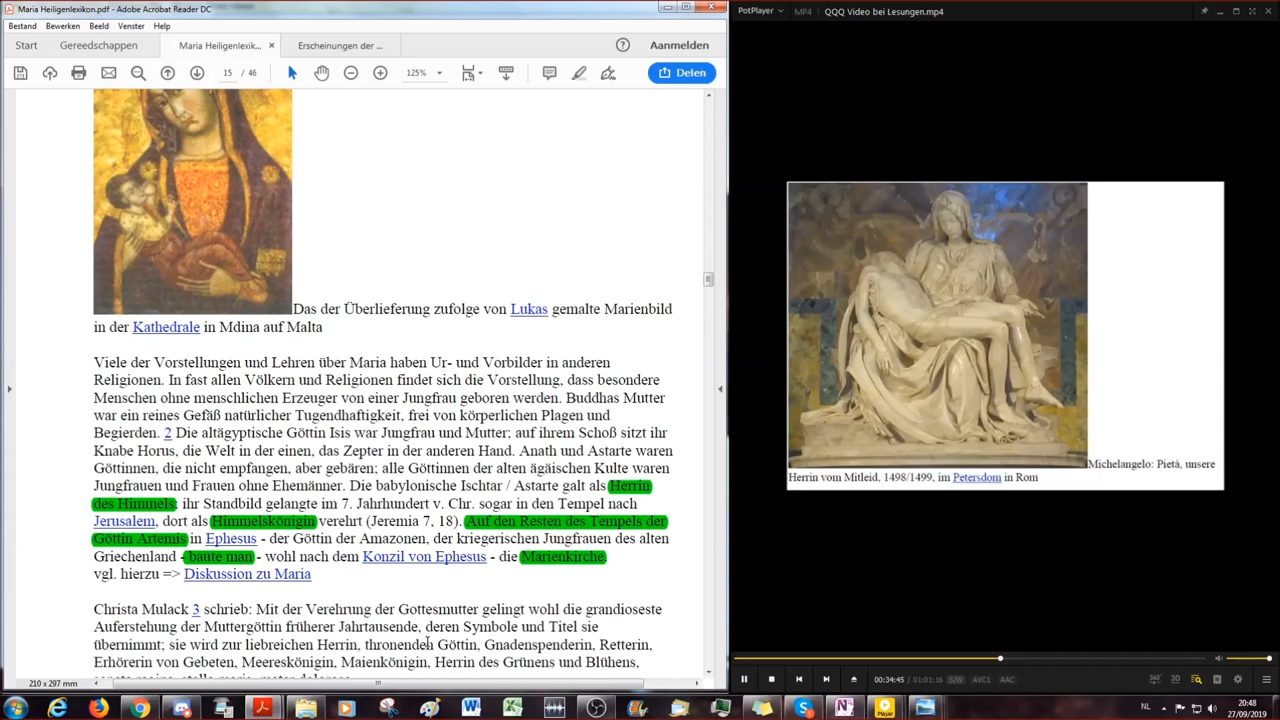 Maria Heiligenlexikon.pdf - Adobe Acrobat Reader DC
Bestand Bewerken Beeld Venster Help
Start Gereedschappen Maria Heiligenlexik... × Erscheinungen der ... Aanmelden
15 / 46 125% Delen
Das der Überlieferung zufolge von Lukas gemalte Marienbild
in der Kathedrale in Mdina auf Malta
Viele der Vorstellungen und Lehren über Maria haben Ur- und Vorbilder in anderen
Religionen. In fast allen Völkern und Religionen findet sich die Vorstellung, dass besondere
Menschen ohne menschlichen Erzeuger von einer Jungfrau geboren werden. Buddhas Mutter
war ein reines Gefäß natürlicher Tugendhaftigkeit, frei von körperlichen Plagen und
Begierden. 2 Die altägyptische Göttin Isis war Jungfrau und Mutter; auf ihrem Schoß sitzt ihr
Knabe Horus, die Welt in der einen, das Zepter in der anderen Hand. Anath und Astarte waren
Göttinnen, die nicht empfangen, aber gebären; alle Göttinnen der alten ägäischen Kulte waren
Jungfrauen und Frauen ohne Ehemänner. Die babylonische Ischtar / Astarte galt als Herrin
des Himmels; ihr Standbild gelangte im 7. Jahrhundert v. Chr. sogar in den Tempel nach
Jerusalem, dort als Himmelskönigin verehrt (Jeremia 7, 18). Auf den Resten des Tempels der
Göttin Artemis in Ephesus - der Göttin der Amazonen, der kriegerischen Jungfrauen des alten
Griechenland - baute man - wohl nach dem Konzil von Ephesus - die Marienkirche.
vgl. hierzu => Diskussion zu Maria
Christa Mulack 3 schrieb: Mit der Verehrung der Gottesmutter gelingt wohl die grandioseste
Auferstehung der Muttergöttin früherer Jahrtausende, deren Symbole und Titel sie
übernimmt; sie wird zur liebreichen Herrin, thronenden Göttin, Gnadenspenderin, Retterin,
Erhörerin von Gebeten, Meereskönigin, Maienkönigin, Herrin des Grünens und Blühens,
210 x 297 mm
PotPlayer MP4 QQQ Video bei Lesungen.mp4
Michelangelo: Pietà, unsere
Herrin vom Mitleid, 1498/1499, im Petersdom in Rom
00:34:45 / 01:01:16 S/W AVC1 AAC
NL 20:48
27/09/2019